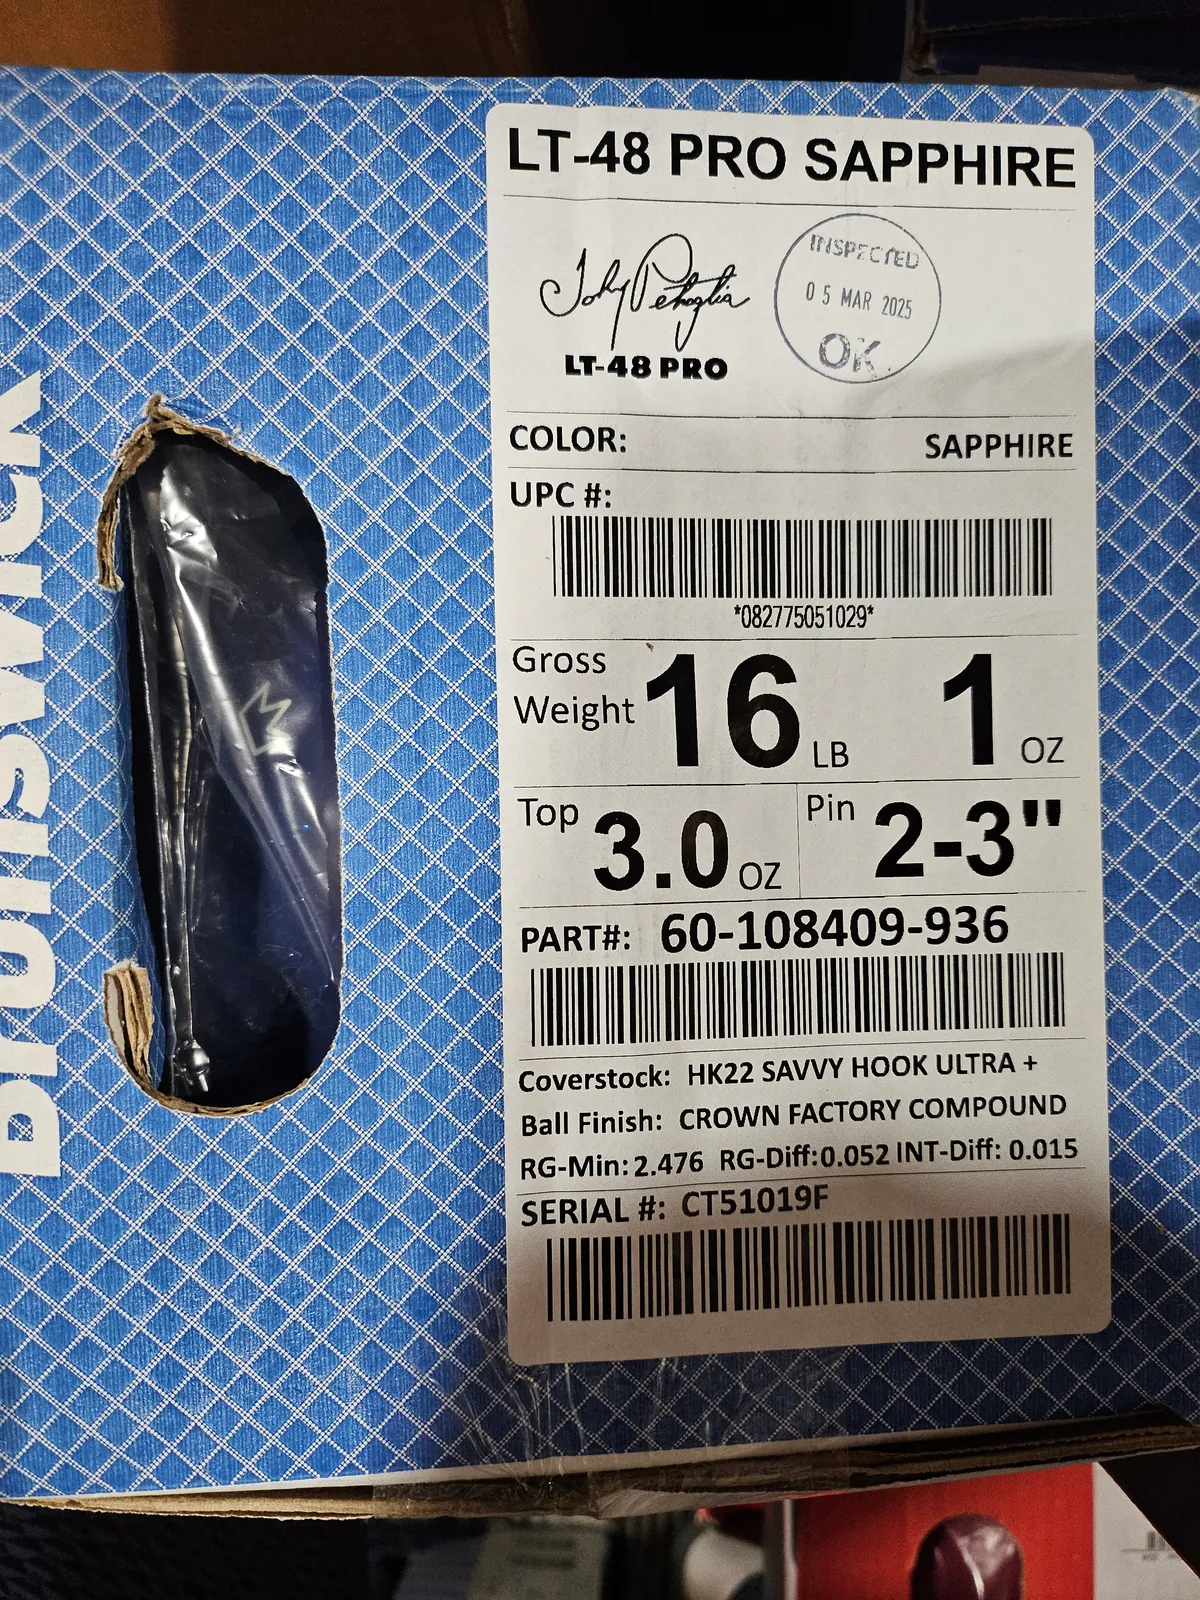 LT-48 PRO SAPPHIRE
Johny Petraglia
LT-48 PRO
INSPECTED
05 MAR 2025
OK
COLOR: SAPPHIRE
UPC #:
*082775051029*
Gross Weight 16 LB 1 OZ
Top 3.0 OZ Pin 2-3"
PART#: 60-108409-936
Coverstock: HK22 SAVVY HOOK ULTRA +
Ball Finish: CROWN FACTORY COMPOUND
RG-Min: 2.476 RG-Diff:0.052 INT-Diff: 0.015
SERIAL #: CT51019F
Brunswick